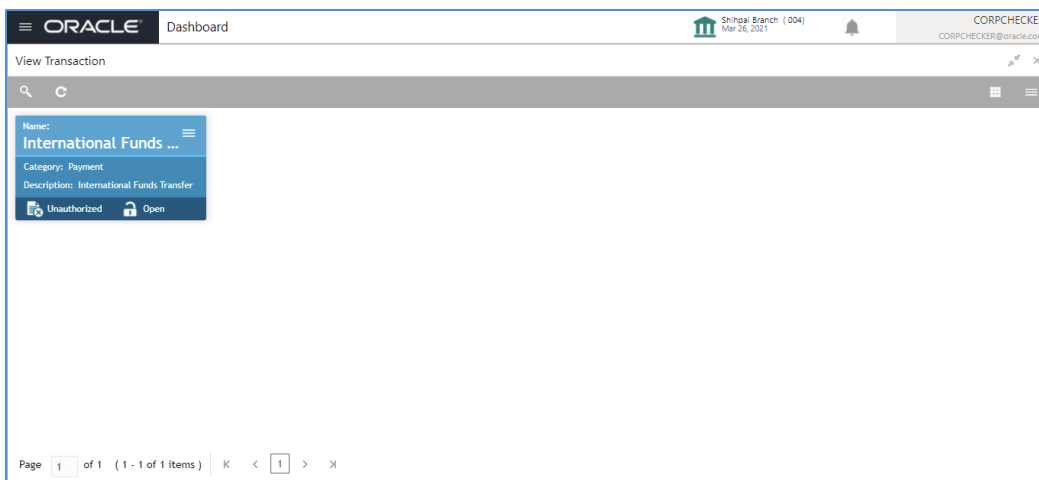 ORACLE Dashboard
Shihpal Branch ( 004)
Mar 26, 2021
CORPCHECKE
CORPCHECKER@oracle.co
View Transaction
Name:
International Funds ...
Category: Payment
Description: International Funds Transfer
Unauthorized Open
Page 1 of 1 ( 1 - 1 of 1 items ) K < 1 > >|